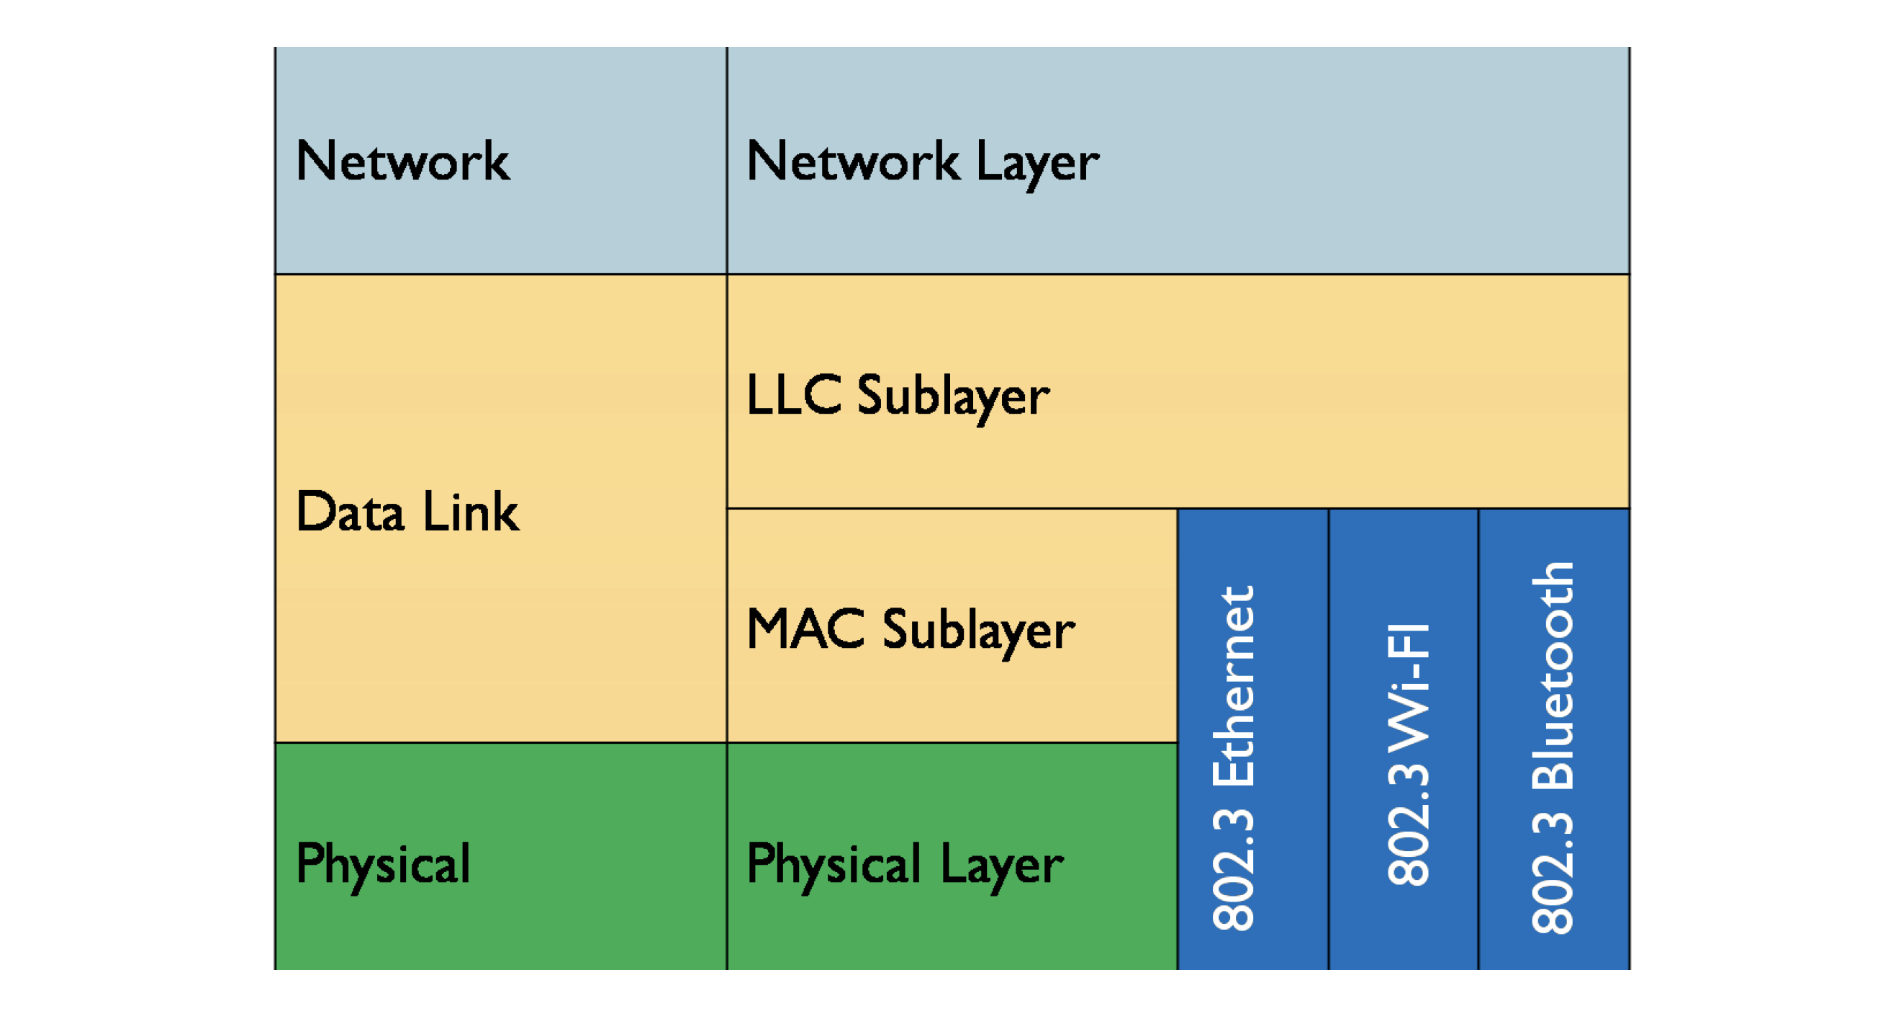 Network
Network Layer
Data Link
LLC Sublayer
MAC Sublayer
Physical
Physical Layer
802.3 Ethernet
802.3 Wi-FI
802.3 Bluetooth